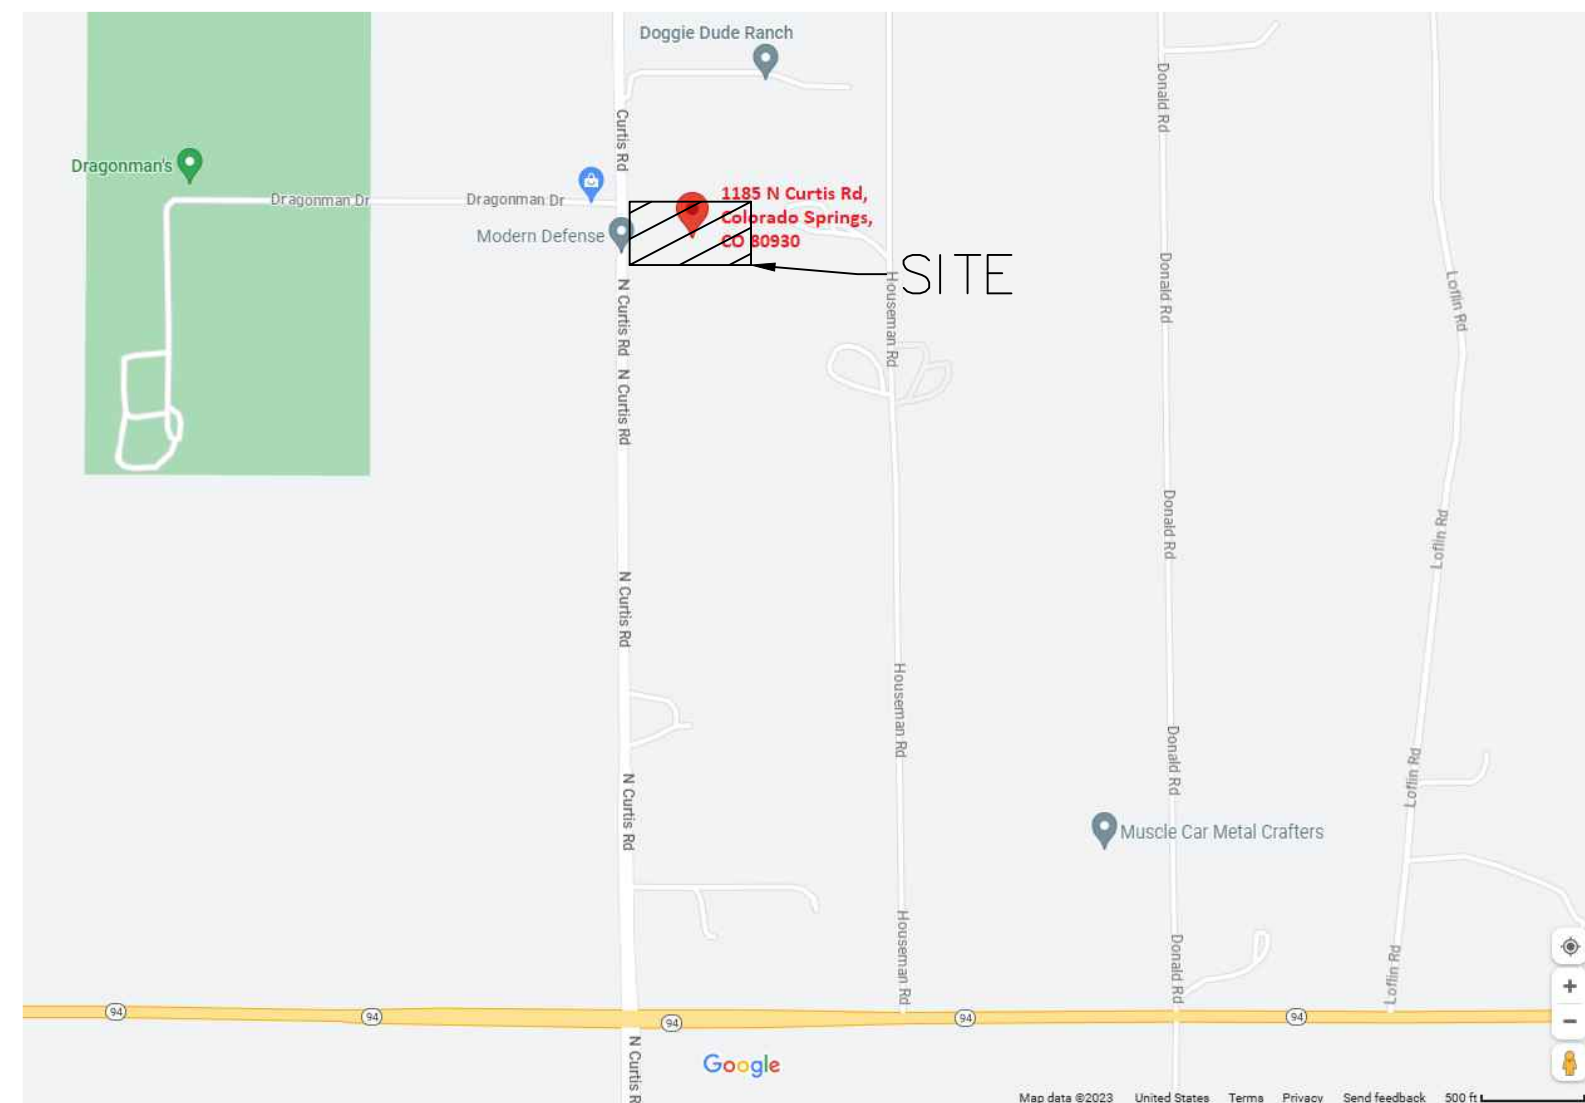 Doggie Dude Ranch
Donald Rd
Curtis Rd
Dragonman's
Dragonman Dr
Dragonman Dr
1185 N Curtis Rd,
Colorado Springs,
CO 80930
Modern Defense
SITE
N Curtis Rd
Houseman Rd
Donald Rd
Loflin Rd
N Curtis Rd
Donald Rd
Loflin Rd
N Curtis Rd
Houseman Rd
Donald Rd
Loflin Rd
N Curtis Rd
Muscle Car Metal Crafters
Houseman Rd
Donald Rd
Loflin Rd
94
94
94
94
94
N Curtis R
Google
Map data ©2023 United States Terms Privacy Send feedback 500 ft